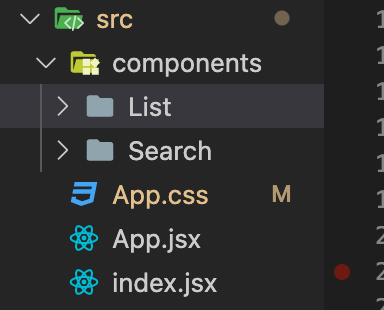 src
components
List
Search
App.css M
App.jsx
index.jsx